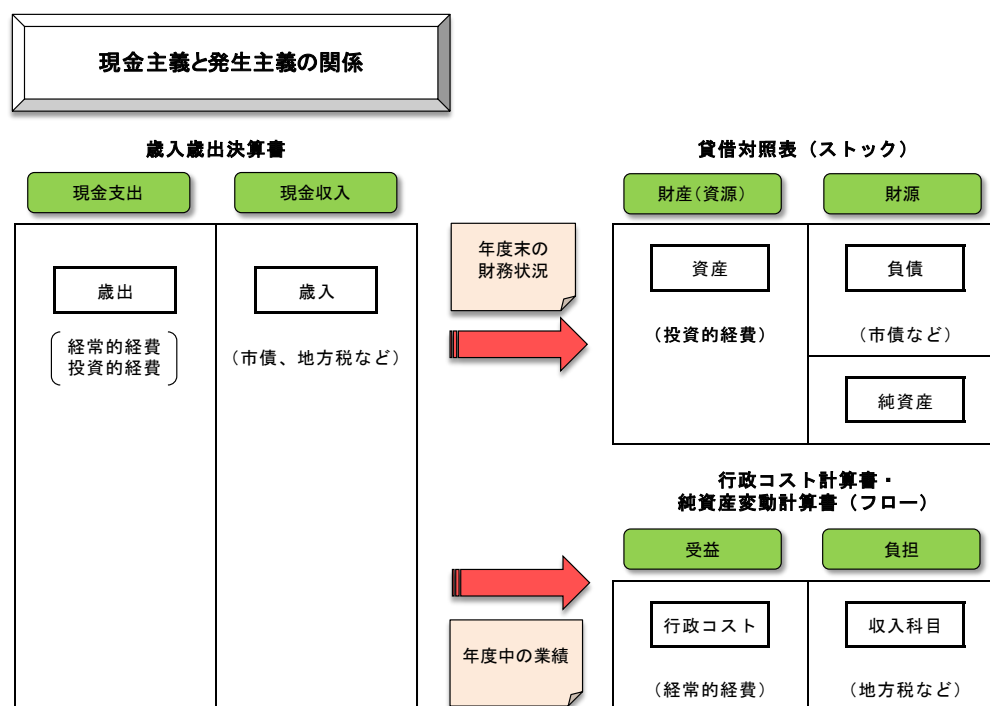 現金主義と発生主義の関係
歳入歳出決算書
現金支出
現金収入
歳出
経常的経費
投資的経費
歳入
（市債、地方税など）
年度末の
財務状況
貸借対照表（ストック）
財産（資源）
財源
資産
（投資的経費）
負債
（市債など）
純資産
年度中の業績
行政コスト計算書・
純資産変動計算書（フロー）
受益
負担
行政コスト
（経常的経費）
収入科目
（地方税など）